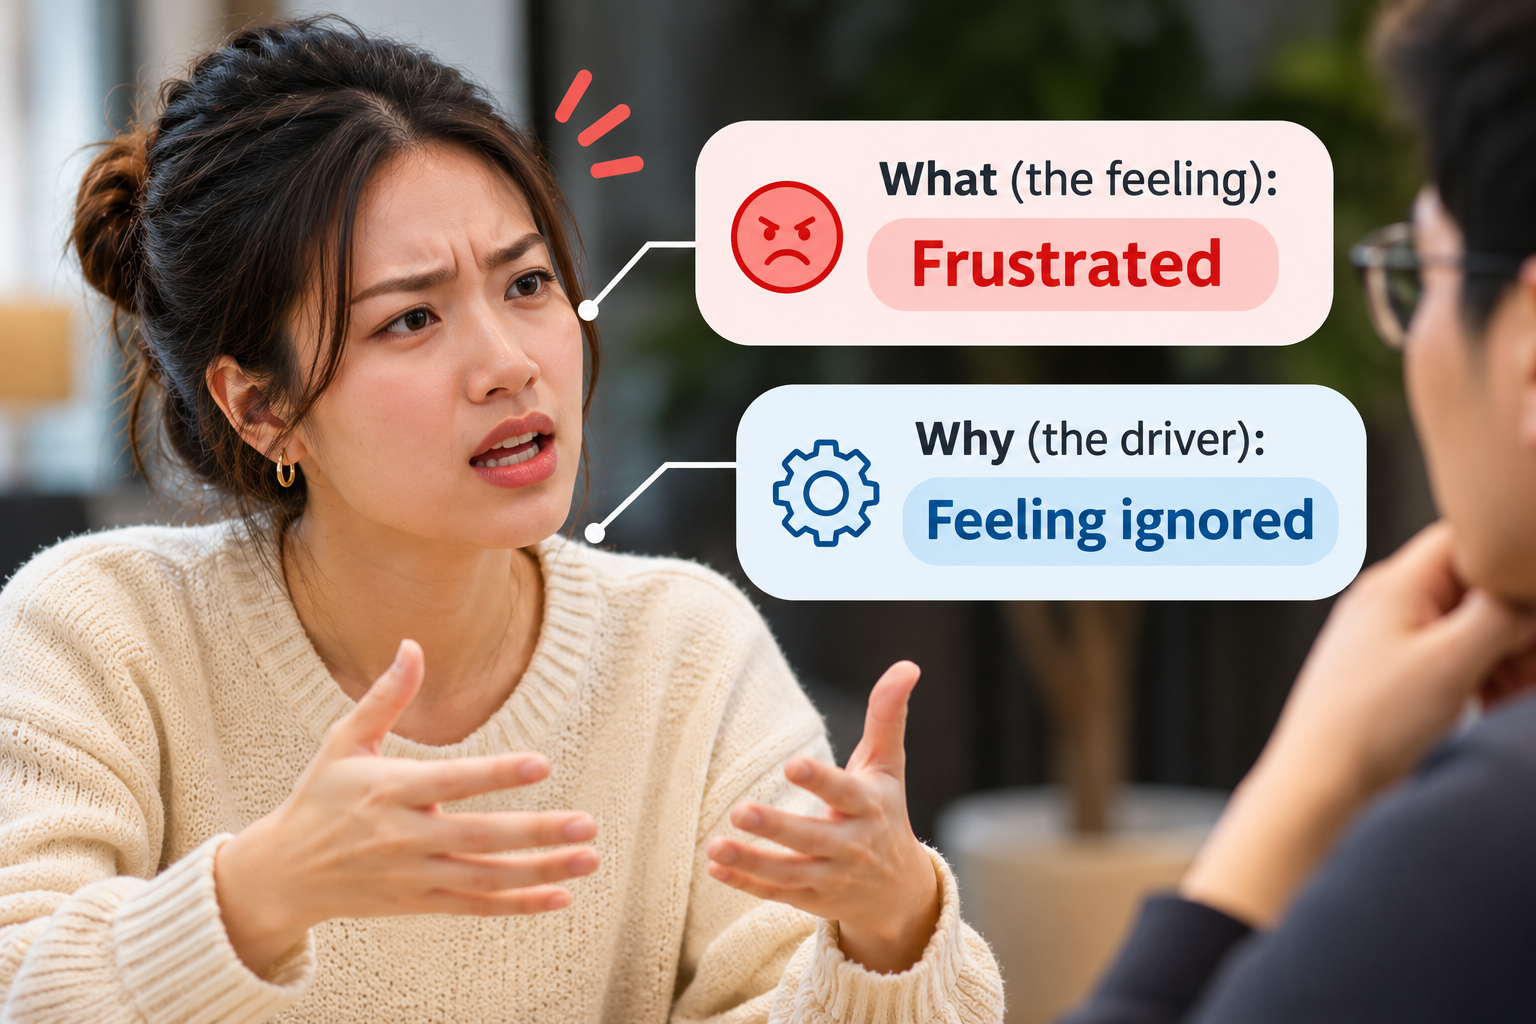 What (the feeling):
Frustrated
Why (the driver):
Feeling ignored